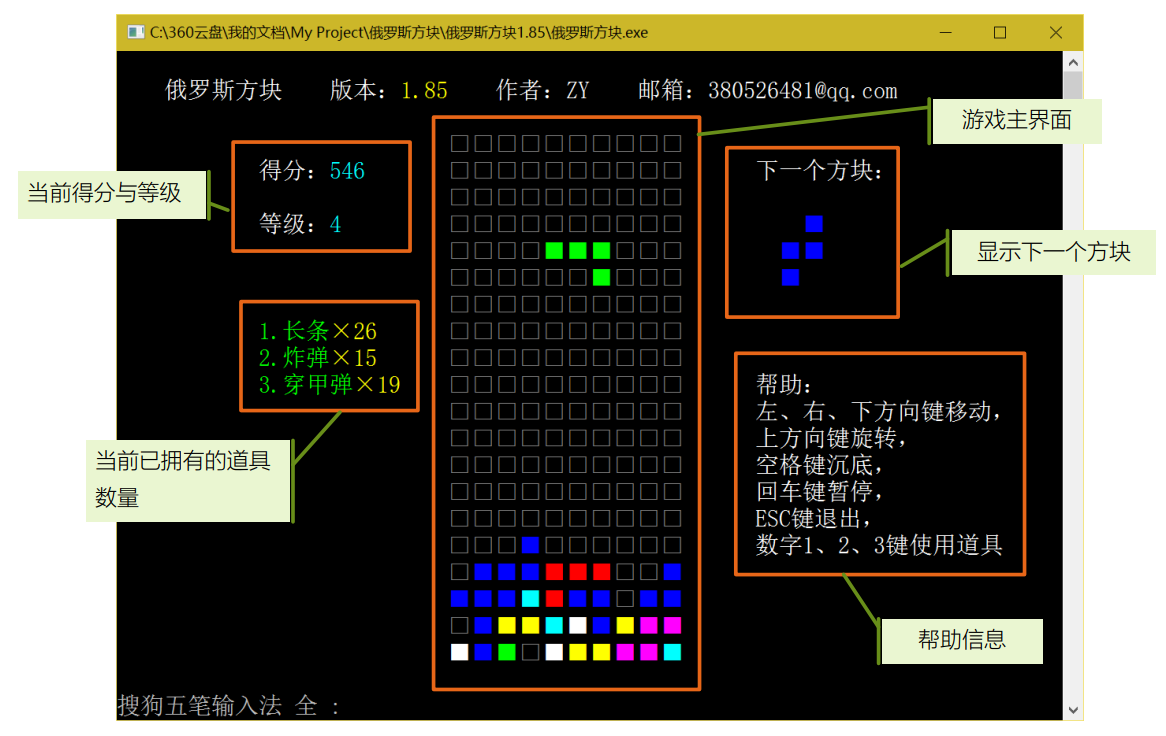 C:\360云盘\我的文档\My Project\俄罗斯方块\俄罗斯方块1.85\俄罗斯方块.exe
俄罗斯方块 版本：1.85 作者：ZY 邮箱：380526481@qq.com
游戏主界面
当前得分与等级
得分：546
等级：4
下一个方块：
显示下一个方块
1.长条×26
2.炸弹×15
3.穿甲弹×19
当前已拥有的道具
数量
帮助：
左、右、下方向键移动，
上方向键旋转，
空格键沉底，
回车键暂停，
ESC键退出，
数字1、2、3键使用道具
帮助信息
搜狗五笔输入法 全 ：